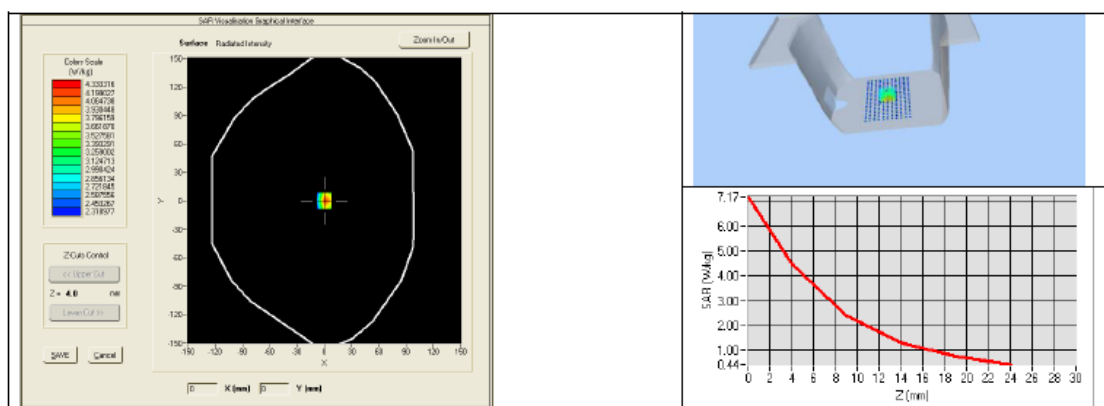 SAR Visualisation Graphical Interface
Surface Radiated Intensity
Zoom In/Out
Colors Scale
(W/kg)
4.333316
4.199027
4.064738
3.930448
3.796159
3.661870
3.527581
3.393291
3.259002
3.124713
2.990424
2.856134
2.721845
2.587556
2.453267
2.318977
150
120
90
60
30
0
-30
-60
-90
-120
-150
Y
-150 -120 -90 -60 -30 0 30 60 90 120 150
X
Z Cuts Control
<< Upper Cut
Z = 4.0 mm
Lower Cut >>
SAVE Cancel
0 X (mm) 0 Y (mm)
7.17
6.00
5.00
4.00
3.00
2.00
1.00
0.44
SAR (W/kg)
0 2 4 6 8 10 12 14 16 18 20 22 24 26 28 30
Z (mm)